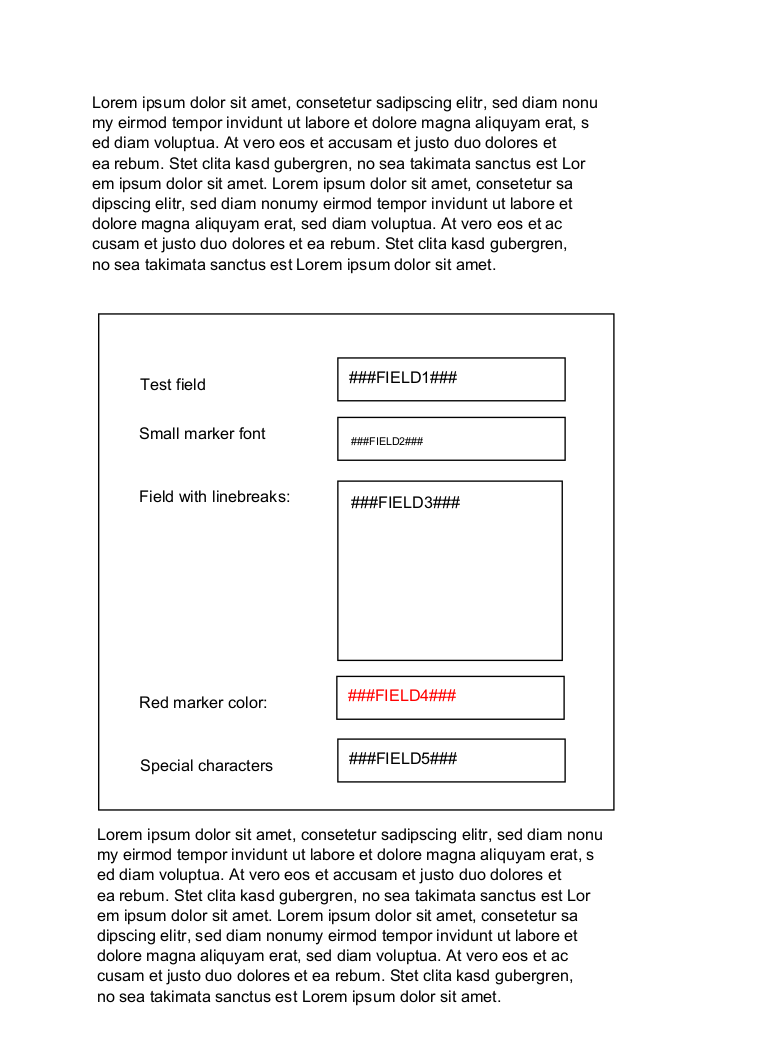 Lorem ipsum dolor sit amet, consetetur sadipscing elitr, sed diam nonu
my eirmod tempor invidunt ut labore et dolore magna aliquyam erat, s
ed diam voluptua. At vero eos et accusam et justo duo dolores et
ea rebum. Stet clita kasd gubergren, no sea takimata sanctus est Lor
em ipsum dolor sit amet. Lorem ipsum dolor sit amet, consetetur sa
dipscing elitr, sed diam nonumy eirmod tempor invidunt ut labore et
dolore magna aliquyam erat, sed diam voluptua. At vero eos et ac
cusam et justo duo dolores et ea rebum. Stet clita kasd gubergren,
no sea takimata sanctus est Lorem ipsum dolor sit amet.
Test field ###FIELD1###
Small marker font ###FIELD2###
Field with linebreaks: ###FIELD3###
Red marker color: ###FIELD4###
Special characters ###FIELD5###
Lorem ipsum dolor sit amet, consetetur sadipscing elitr, sed diam nonu
my eirmod tempor invidunt ut labore et dolore magna aliquyam erat, s
ed diam voluptua. At vero eos et accusam et justo duo dolores et
ea rebum. Stet clita kasd gubergren, no sea takimata sanctus est Lor
em ipsum dolor sit amet. Lorem ipsum dolor sit amet, consetetur sa
dipscing elitr, sed diam nonumy eirmod tempor invidunt ut labore et
dolore magna aliquyam erat, sed diam voluptua. At vero eos et ac
cusam et justo duo dolores et ea rebum. Stet clita kasd gubergren,
no sea takimata sanctus est Lorem ipsum dolor sit amet.